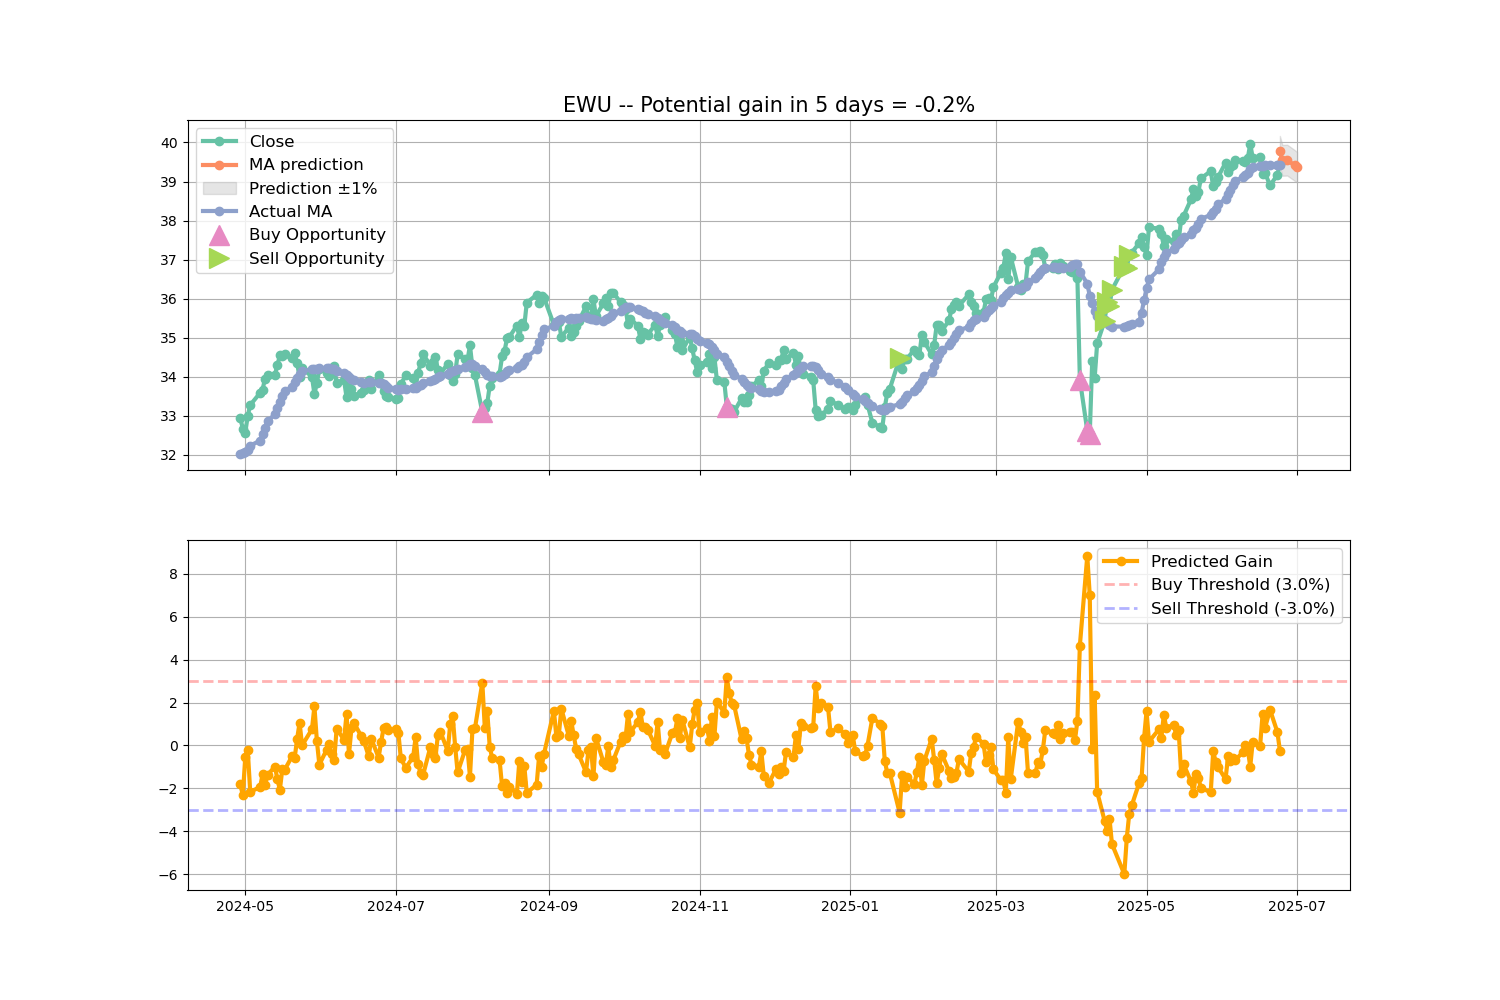 EWU -- Potential gain in 5 days = -0.2%
Close
MA prediction
Prediction ±1%
Actual MA
Buy Opportunity
Sell Opportunity
40
39
38
37
36
35
34
33
32
Predicted Gain
Buy Threshold (3.0%)
Sell Threshold (-3.0%)
8
6
4
2
0
−2
−4
−6
2024-05
2024-07
2024-09
2024-11
2025-01
2025-03
2025-05
2025-07